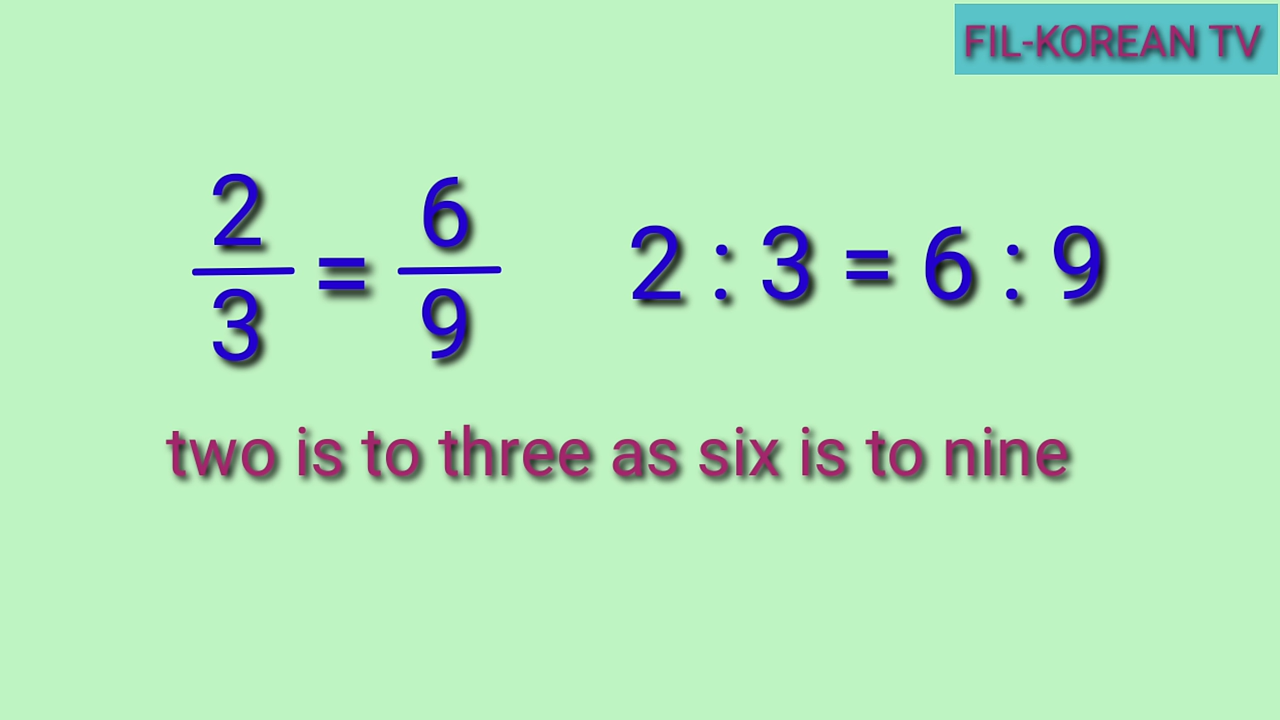 FIL-KOREAN TV
2/3 = 6/9
2 : 3 = 6 : 9
two is to three as six is to nine